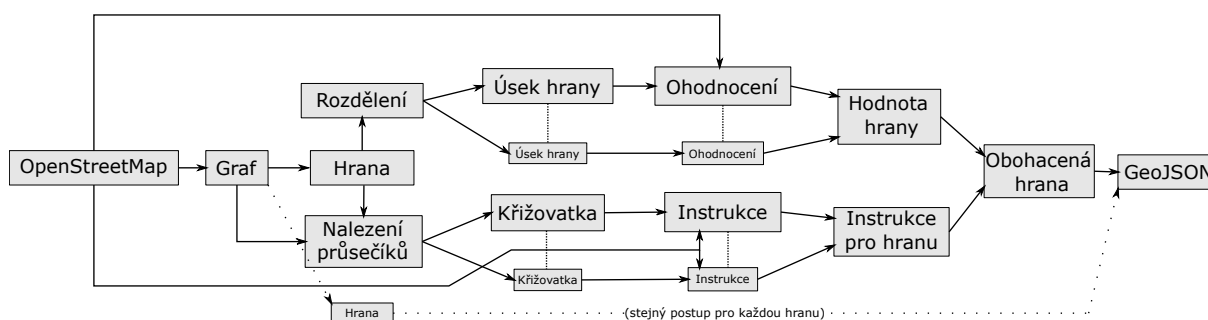 OpenStreetMap
Graf
Hrana
Rozdělení
Úsek hrany
Ohodnocení
Úsek hrany
Ohodnocení
Hodnota
hrany
Nalezení
průsečíků
Křižovatka
Instrukce
Křižovatka
Instrukce
Instrukce
pro hranu
Obohacená
hrana
GeoJSON
Hrana
(stejný postup pro každou hranu)